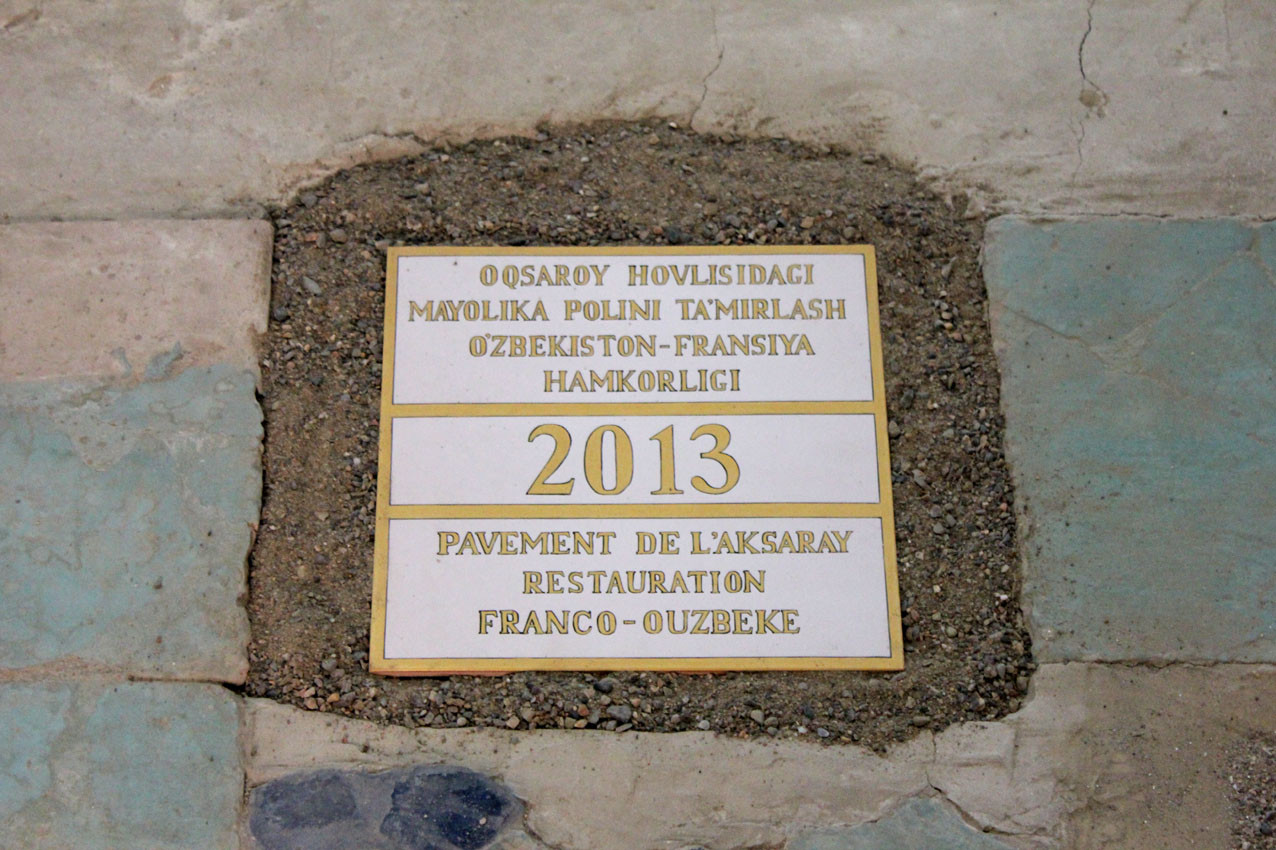 OQSAROY HOVLISIDAGI
MAYOLIKA POLINI TA'MIRLASH
O'ZBEKISTON-FRANSIYA
HAMKORLIGI
2013
PAVEMENT DE L'AKSARAY
RESTAURATION
FRANCO-OUZBEKE